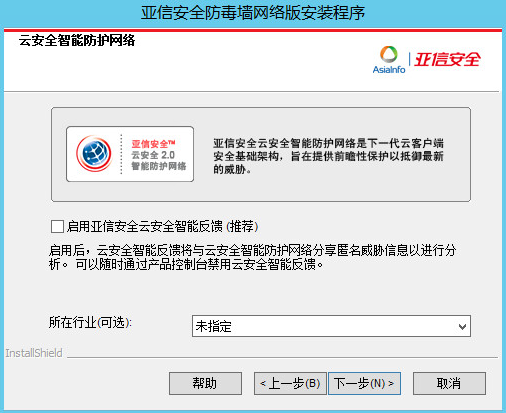 亚信安全防毒墙网络版安装程序
云安全智能防护网络
AsiaInfo
亚信安全
亚信安全™
云安全 2.0
智能防护网络
亚信安全云安全智能防护网络是下一代云客户端
安全基础架构，旨在提供前瞻性保护以抵御最新
的威胁。
启用亚信安全云安全智能反馈 (推荐)
启用后，云安全智能反馈将与云安全智能防护网络分享匿名威胁信息以进行分
析。 可以随时通过产品控制台禁用云安全智能反馈。
所在行业(可选):
未指定
InstallShield
帮助
< 上一步(B)
下一步(N) >
取消